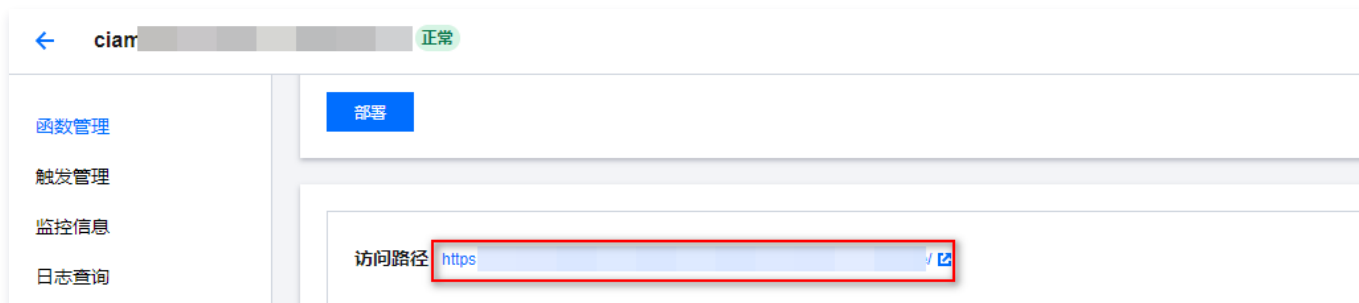 ciam 正常
函数管理
触发管理
监控信息
日志查询
部署
访问路径 https /